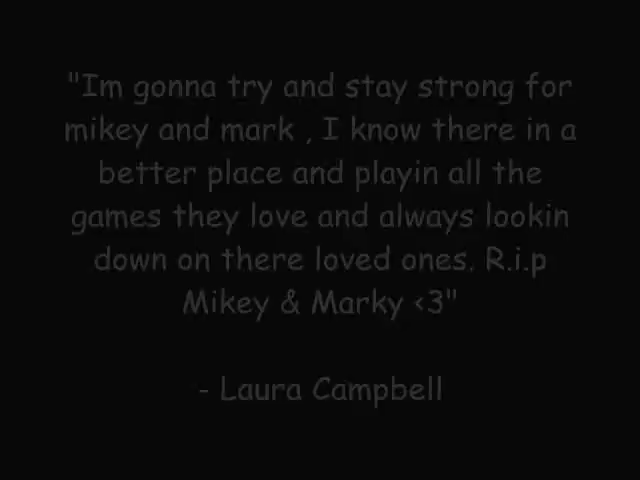 "Im gonna try and stay strong for
mikey and mark , I know there in a
better place and playin all the
games they love and always lookin
down on there loved ones. R.i.p
Mikey & Marky <3"
- Laura Campbell